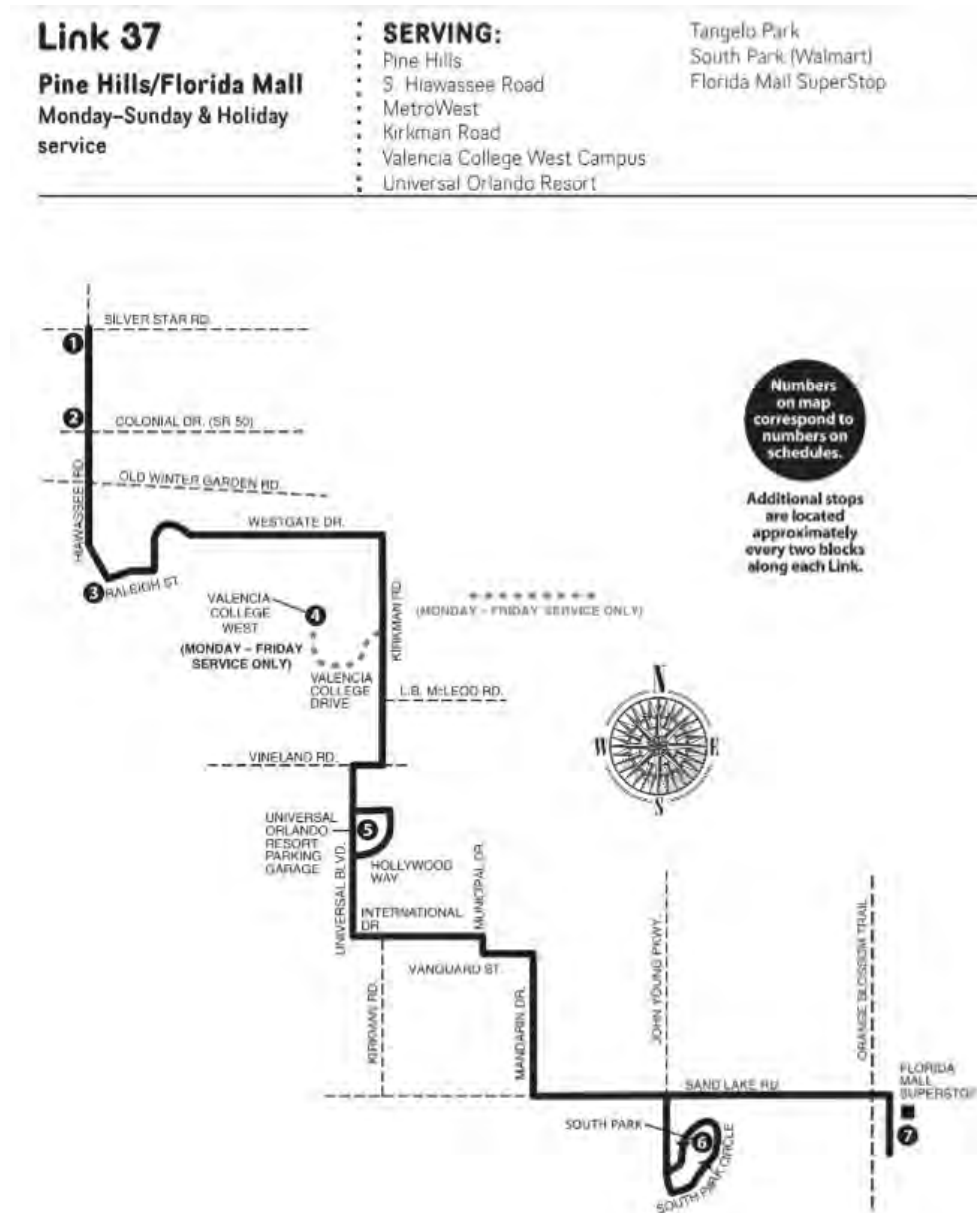 Link 37
Pine Hills/Florida Mall
Monday–Sunday & Holiday
service
SERVING:
Pine Hills
S. Hiawassee Road
MetroWest
Kirkman Road
Valencia College West Campus
Universal Orlando Resort
Tangelo Park
South Park (Walmart)
Florida Mall SuperStop
SILVER STAR RD.
1
2
COLONIAL DR. (SR 50)
HIAWASSEE RD.
OLD WINTER GARDEN RD.
WESTGATE DR.
3
RALEIGH ST.
Numbers
on map
correspond to
numbers on
schedules.
Additional stops
are located
approximately
every two blocks
along each Link.
VALENCIA
COLLEGE
WEST
4
(MONDAY – FRIDAY
SERVICE ONLY)
VALENCIA
COLLEGE
DRIVE
KIRKMAN RD.
(MONDAY – FRIDAY SERVICE ONLY)
L.B. McLEOD RD.
N
W
E
S
VINELAND RD.
UNIVERSAL
ORLANDO
RESORT
PARKING
GARAGE
5
HOLLYWOOD
WAY
UNIVERSAL BLVD.
INTERNATIONAL
DR.
MUNICIPAL DR.
VANGUARD ST.
KIRKMAN RD.
MANDARIN DR.
JOHN YOUNG PKWY.
ORANGE BLOSSOM TRAIL
SAND LAKE RD.
FLORIDA
MALL
SUPERSTOP
7
SOUTH PARK
6
SOUTH PARK CIRCLE